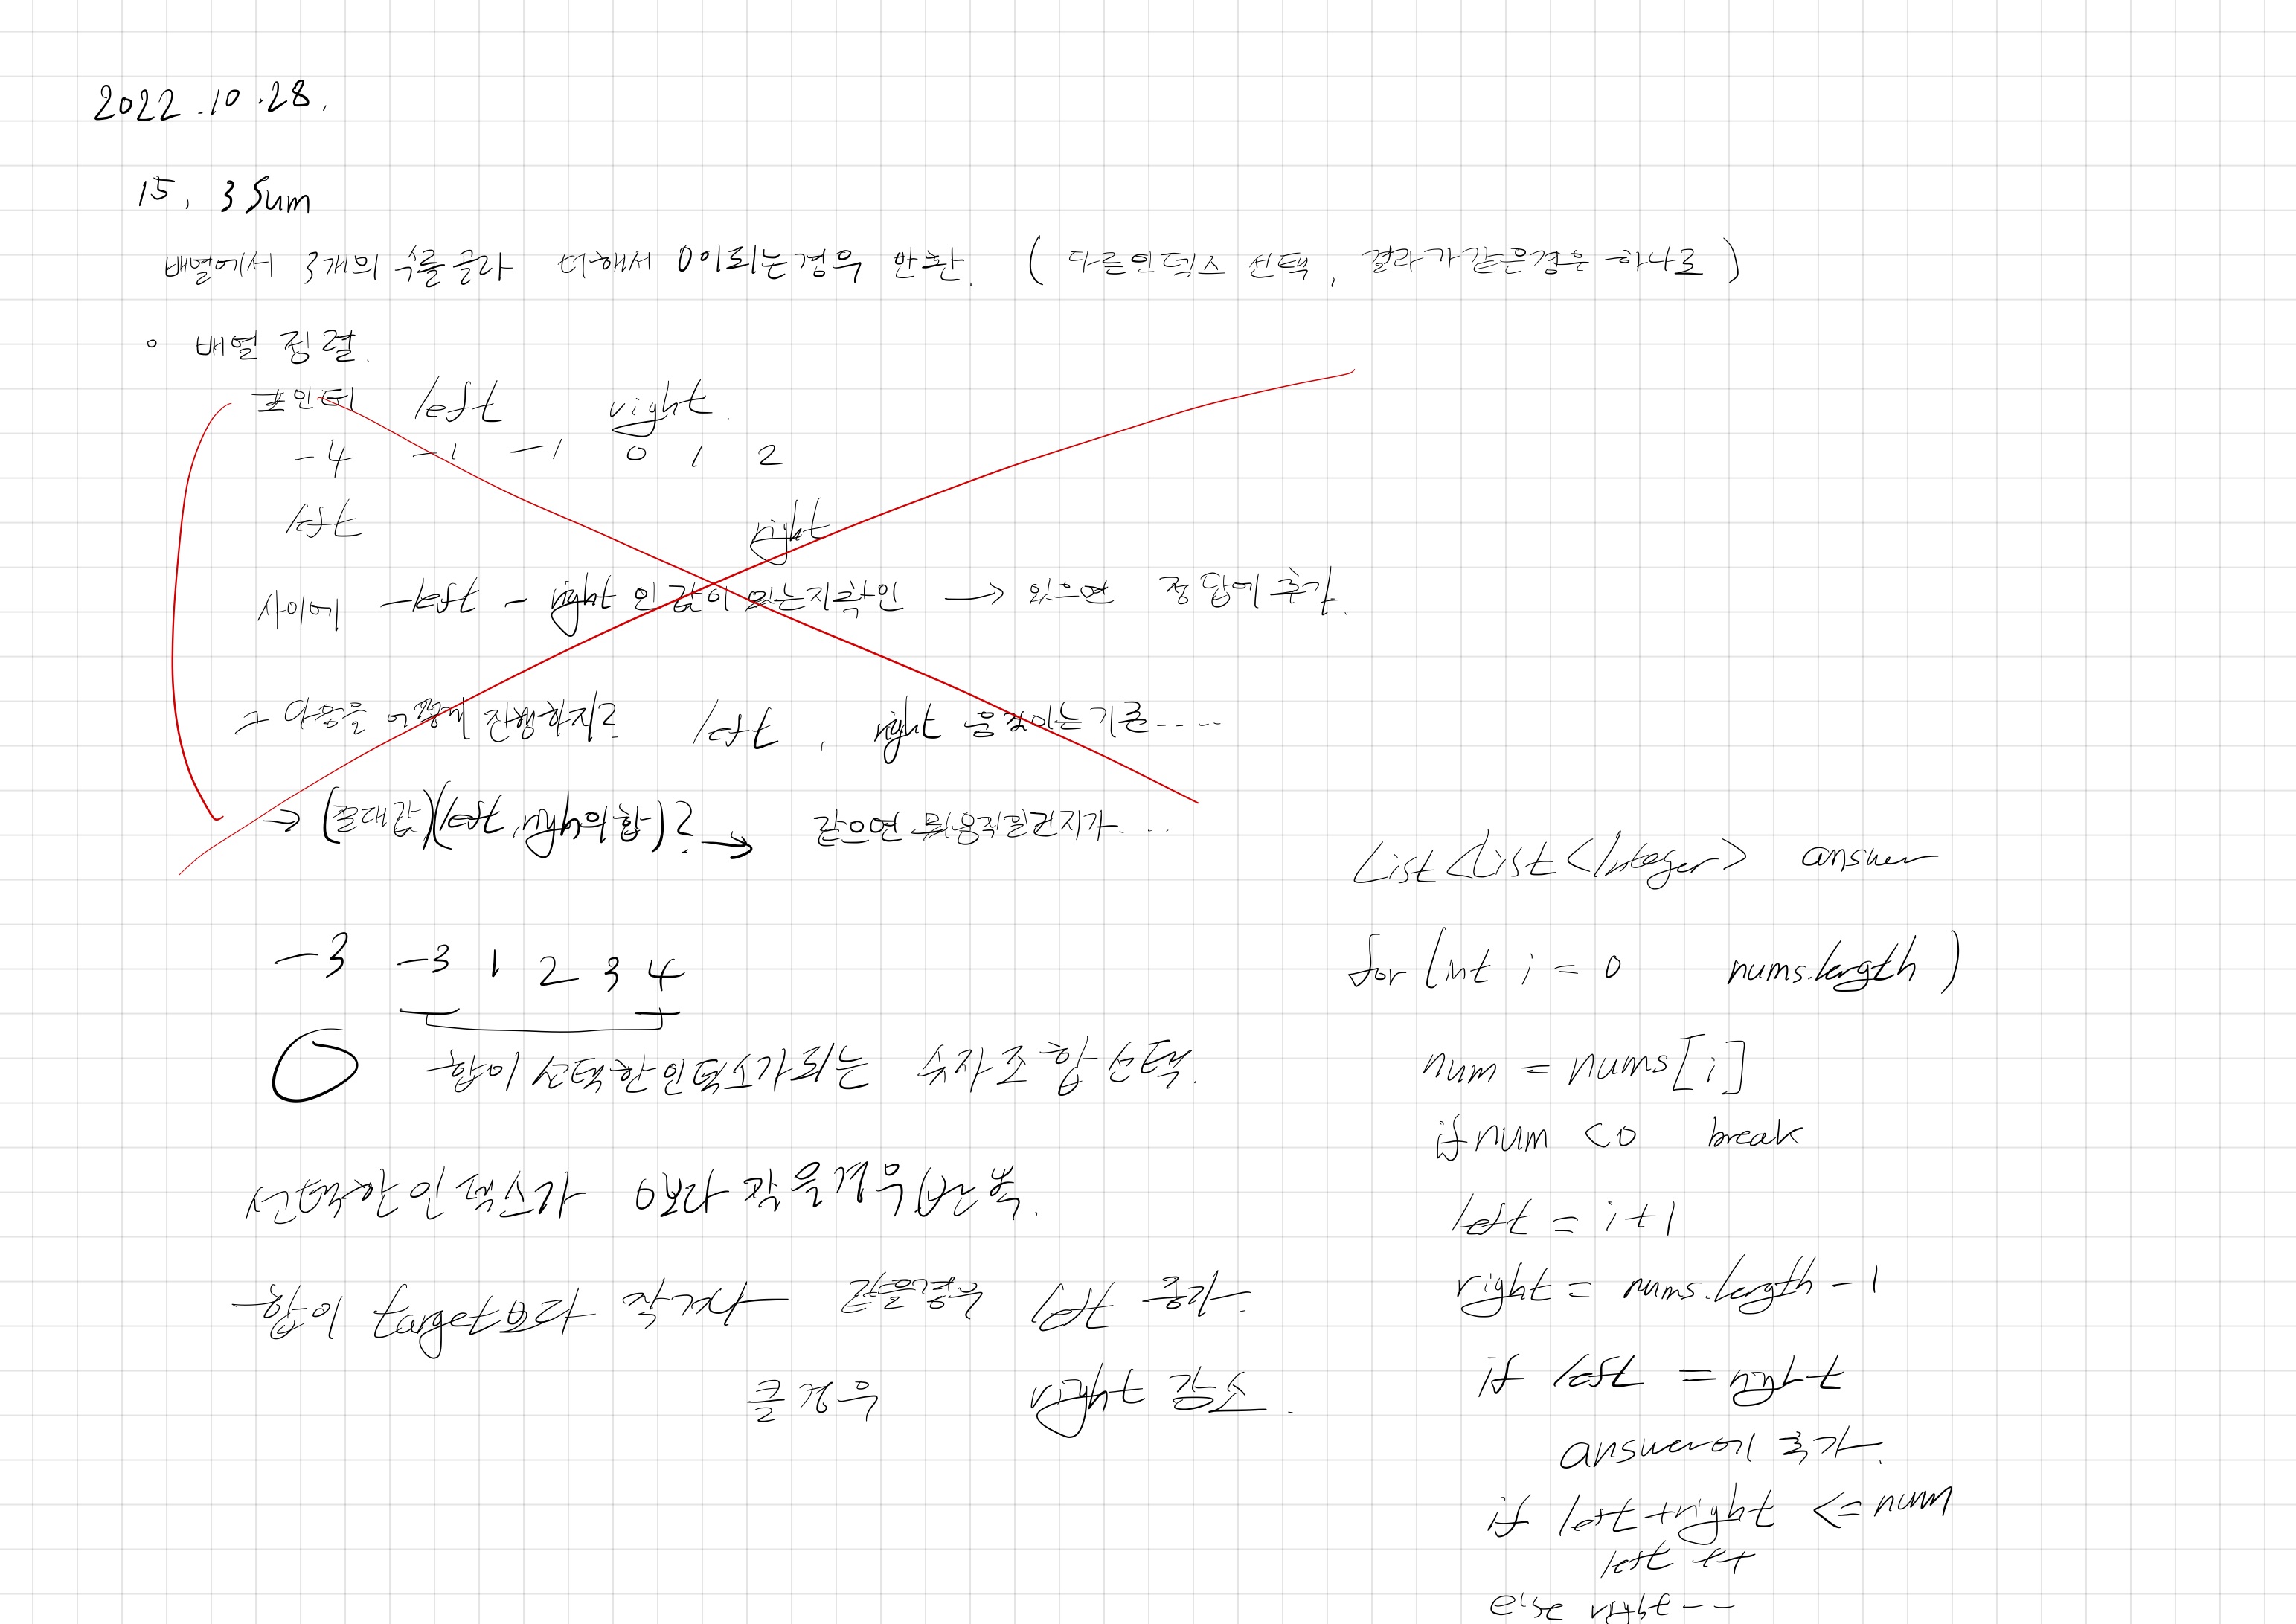 2022.10.28.
15. 3Sum
배열에서 3개의 수를 골라 더해서 0이되는경우 반환. ( 다른인덱스 선택, 결과가같은경우 하나로 )
◦ 배열 정렬.
포인터 left right.
-4 -1 -1 0 1 2
left right
사이에 -left - right 인 값이 있는지확인 → 있으면 정답에 추가.
그 다음을 어떻게 진행하지? left, right 움직이는기준....
→ (절대값)(left, right의 합)? → 같으면 뭐움직일건지가...
-3 -3 1 2 3 4
합이 선택한인덱스가되는 숫자조합선택.
선택한인덱스가 0보다 작을경우 반복.
합이 target보다 작거나 같을경우 left 증가.
클경우 right 감소.
List<List<Integer> answer
for (int i = 0 nums.length)
num = nums[i]
if num <0 break
left = i+1
right = nums.length -1
if left = right
answer에 추가.
if left +right <= num
left ++
else right--